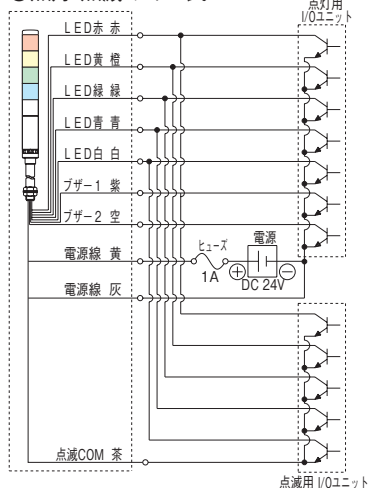 点灯用
I/Oユニット
LED赤 赤
LED黄 橙
LED緑 緑
LED青 青
LED白 白
ブザー1 紫
ブザー2 空
電源線 黄
ヒューズ
1A
電源
DC 24V
電源線 灰
点滅COM 茶
点滅用 I/Oユニット